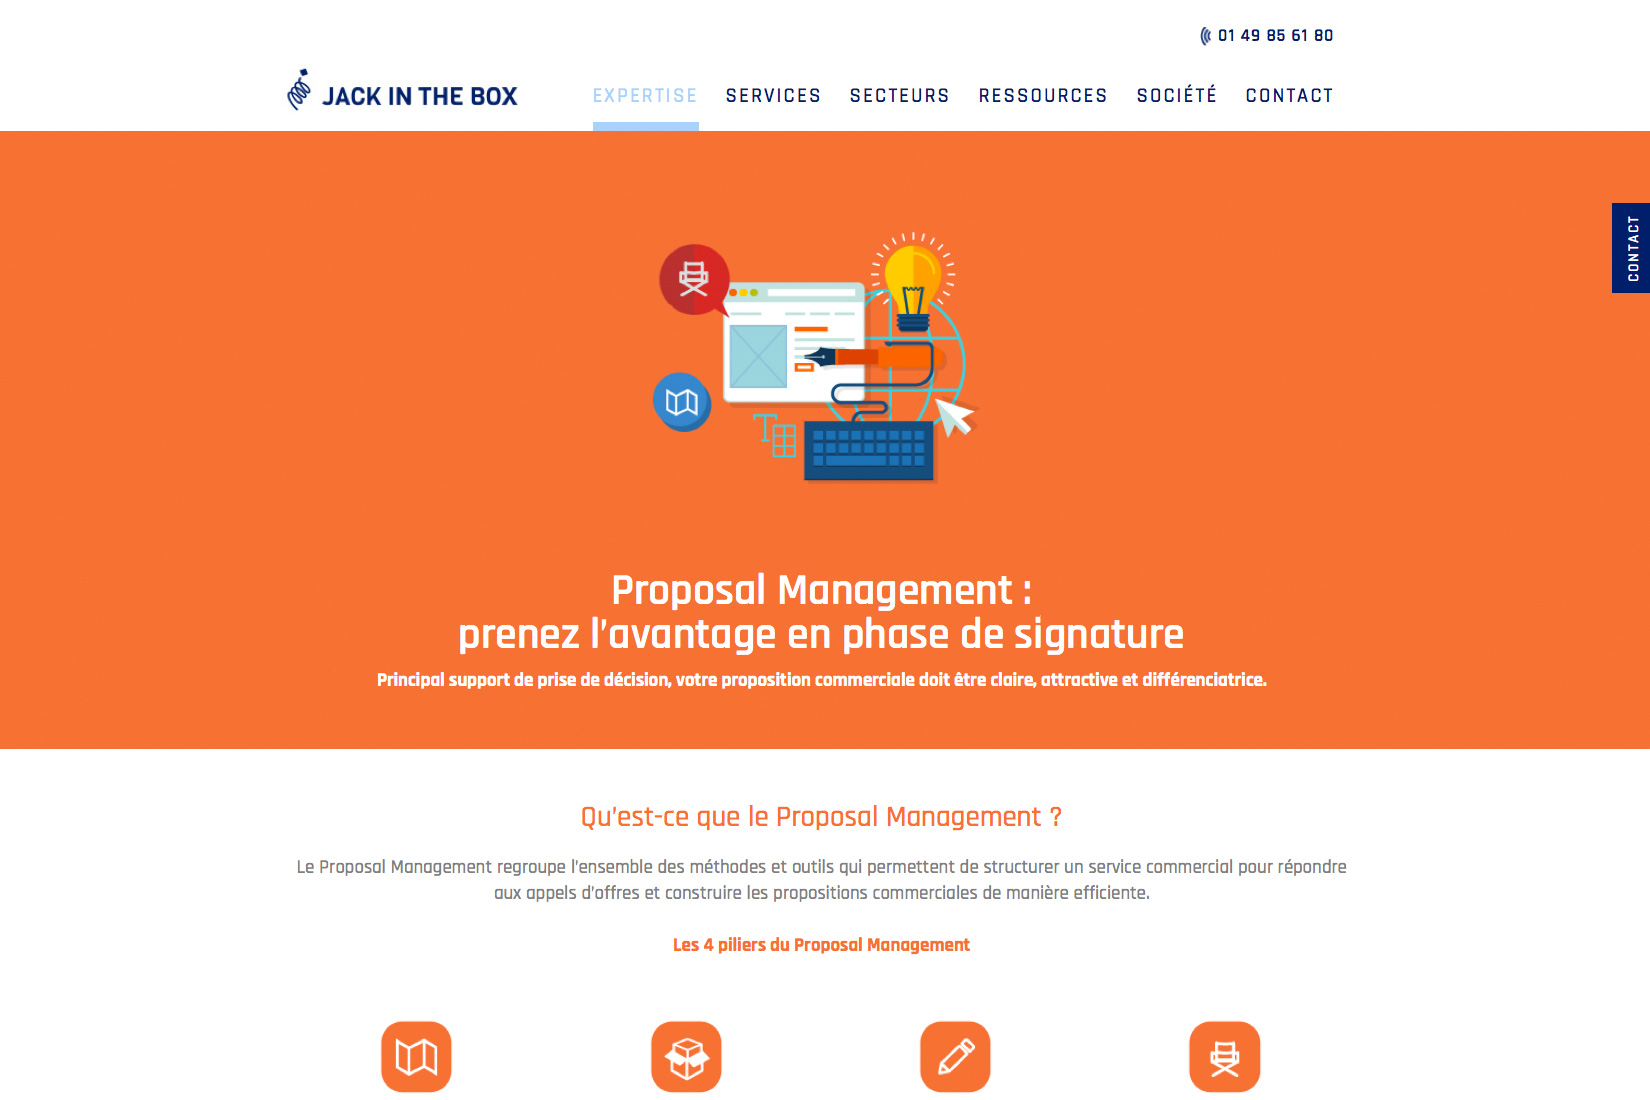 01 49 85 61 80
JACK IN THE BOX
EXPERTISE SERVICES SECTEURS RESSOURCES SOCIÉTÉ CONTACT
CONTACT
T
Proposal Management :
prenez l'avantage en phase de signature
Principal support de prise de décision, votre proposition commerciale doit être claire, attractive et différenciatrice.
Qu'est-ce que le Proposal Management ?
Le Proposal Management regroupe l'ensemble des méthodes et outils qui permettent de structurer un service commercial pour répondre
aux appels d'offres et construire les propositions commerciales de manière efficiente.
Les 4 piliers du Proposal Management